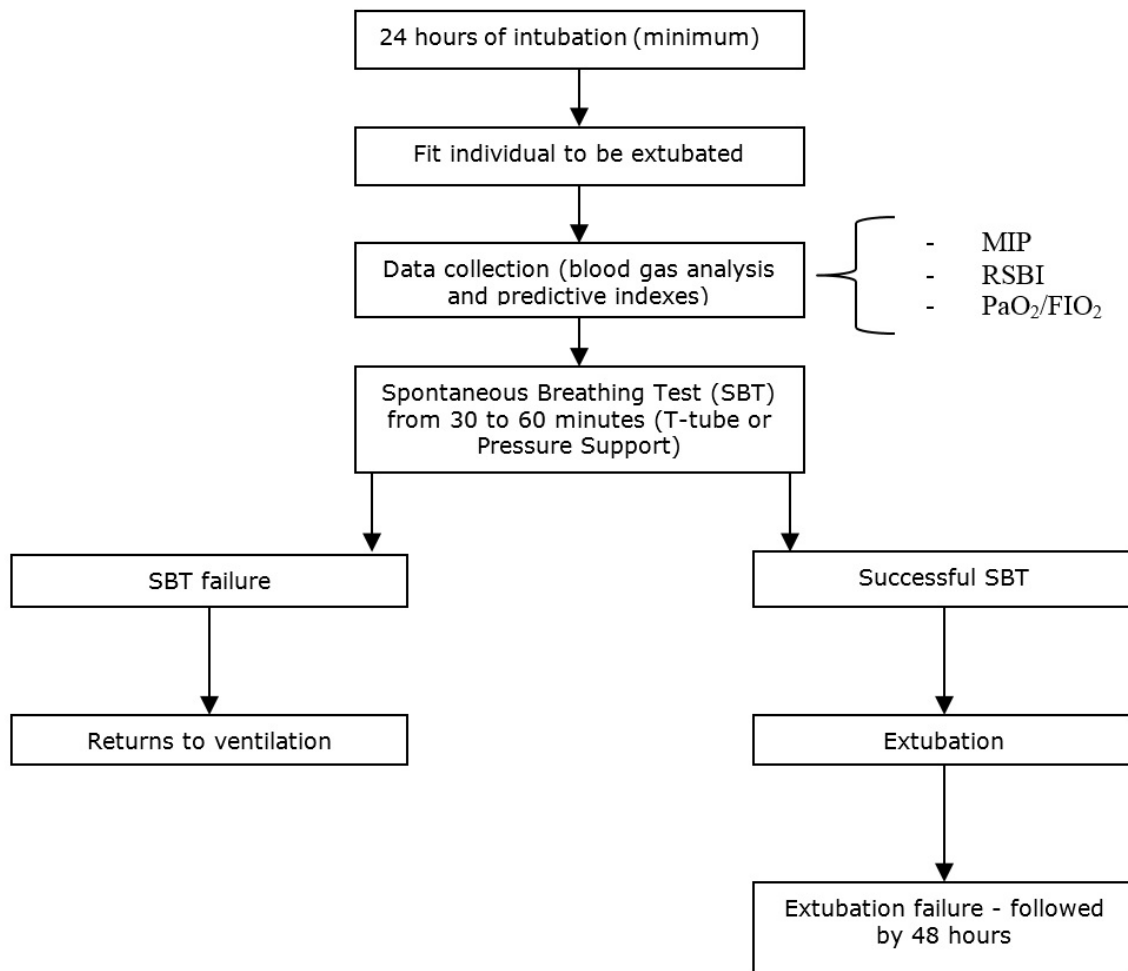 24 hours of intubation (minimum)
Fit individual to be extubated
Data collection (blood gas analysis
and predictive indexes)
- MIP
- RSBI
- PaO₂/FIO₂
Spontaneous Breathing Test (SBT)
from 30 to 60 minutes (T-tube or
Pressure Support)
SBT failure
Successful SBT
Returns to ventilation
Extubation
Extubation failure - followed
by 48 hours